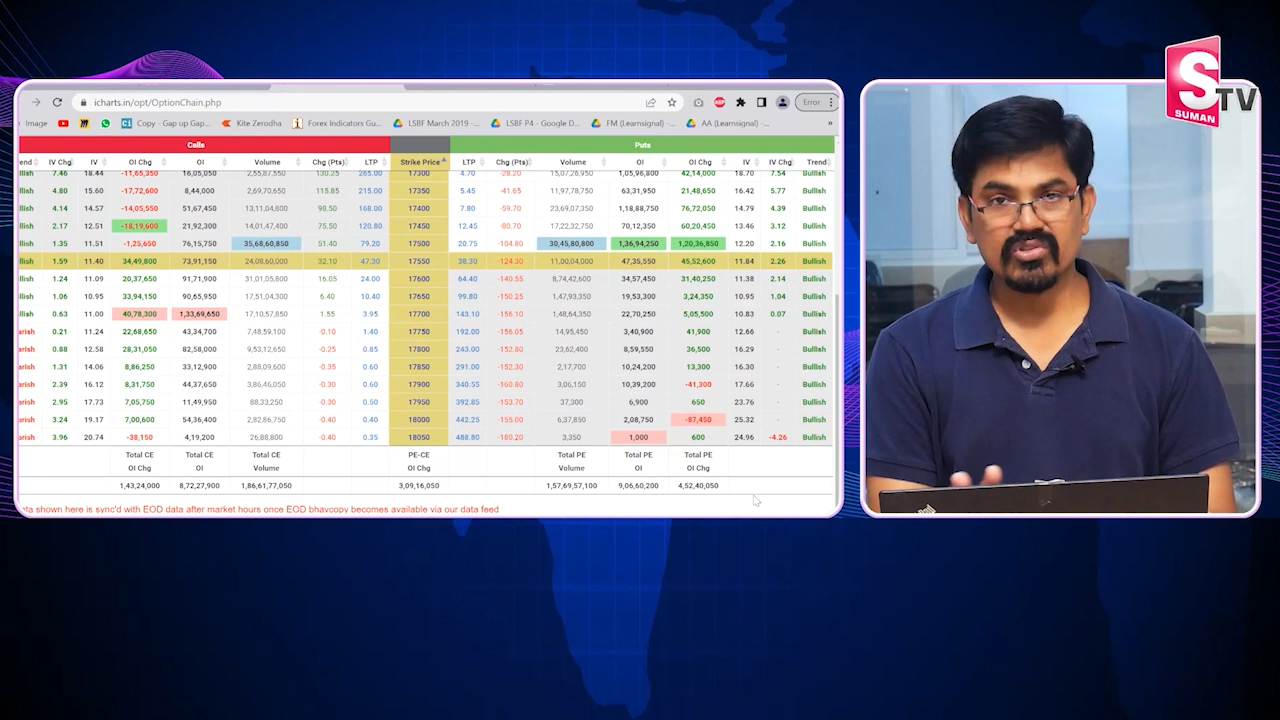 S TV
SUMAN
icharts.in/opt/OptionChain.php
Error
Image
Copy - Gap up Gap...
Kite Zerodha
Forex Indicators Gu...
LSBF March 2019 -...
LSBF P4 - Google D...
FM (Learnsignal) -...
AA (Learnsignal) -...
»
Calls Puts
end IV Chg IV OI Chg OI Volume Chg (Pts) LTP Strike Price LTP Chg (Pts) Volume OI OI Chg IV IV Chg Trend
llish 7.46 18.44 -11,65,350 16,05,050 2,55,87,550 130.25 265.00 17300 4.70 -28.20 15,07,26,950 1,05,96,800 42,14,000 18.70 7.54 Bullish
llish 4.80 15.60 -17,72,600 8,44,000 2,69,70,650 115.85 215.00 17350 5.45 -41.65 11,97,78,750 63,31,950 21,48,650 16.42 5.77 Bullish
llish 4.14 14.57 -14,05,550 51,67,450 13,11,04,800 98.50 168.00 17400 7.80 -59.70 23,69,07,350 1,18,88,750 76,72,050 14.79 4.39 Bullish
llish 2.17 12.51 -18,19,600 21,92,300 14,01,47,400 75.50 120.80 17450 12.45 -80.70 17,22,32,750 70,12,350 60,20,450 13.46 3.12 Bullish
llish 1.35 11.51 -1,25,650 76,15,750 35,68,60,850 51.40 79.20 17500 20.75 -104.80 30,45,80,800 1,36,94,250 1,20,36,850 12.20 2.16 Bullish
llish 1.59 11.40 34,49,800 73,91,150 24,08,60,000 32.10 47.30 17550 38.30 -124.30 11,00,04,000 47,35,550 45,52,600 11.84 2.26 Bullish
llish 1.24 11.09 20,37,650 91,71,900 31,01,05,800 16.05 24.00 17600 64.40 -140.55 8,74,42,600 34,57,450 31,40,250 11.38 2.14 Bullish
llish 1.06 10.95 33,94,150 90,65,950 17,51,04,300 6.40 10.40 17650 99.80 -150.25 1,47,93,350 19,53,300 3,24,350 10.95 1.04 Bullish
llish 0.63 11.00 40,78,300 1,33,69,650 17,10,57,850 1.55 3.95 17700 143.10 -156.10 1,48,64,350 22,70,250 5,05,500 10.83 0.07 Bullish
arish 0.21 11.24 22,68,650 43,34,700 7,48,59,100 -0.10 1.40 17750 192.00 -156.05 14,95,450 3,40,900 41,900 12.66 - Bullish
arish 0.88 12.58 28,31,050 82,58,000 9,53,12,650 -0.25 0.85 17800 243.00 -152.80 23,62,400 8,59,550 36,500 16.29 - Bullish
arish 1.31 14.06 8,86,250 33,12,900 2,88,09,600 -0.35 0.60 17850 291.00 -152.30 2,17,700 10,24,200 13,300 16.30 - Bullish
arish 2.39 16.12 8,31,750 44,37,650 3,86,46,050 -0.30 0.60 17900 340.55 -160.80 3,06,150 10,39,200 -41,300 17.66 - Bullish
arish 2.95 17.73 7,05,750 11,49,950 88,33,250 -0.30 0.50 17950 392.85 -153.70 37,300 6,900 650 23.76 - Bullish
arish 3.24 19.17 7,00,600 54,36,400 2,82,86,750 -0.40 0.40 18000 442.25 -155.00 6,37,850 2,08,750 -87,450 25.32 - Bullish
arish 3.96 20.74 -38,150 4,19,200 26,88,800 -0.40 0.35 18050 488.80 -180.20 3,350 1,000 600 24.96 -4.26 Bullish
Total CE Total CE Total CE PE-CE Total PE Total PE Total PE
OI Chg OI Volume OI Chg Volume OI OI Chg
1,43,24,000 8,72,27,900 1,86,61,77,050 3,09,16,050 1,57,69,57,100 9,06,60,200 4,52,40,050
ta shown here is sync'd with EOD data after market hours once EOD bhavcopy becomes available via our data feed